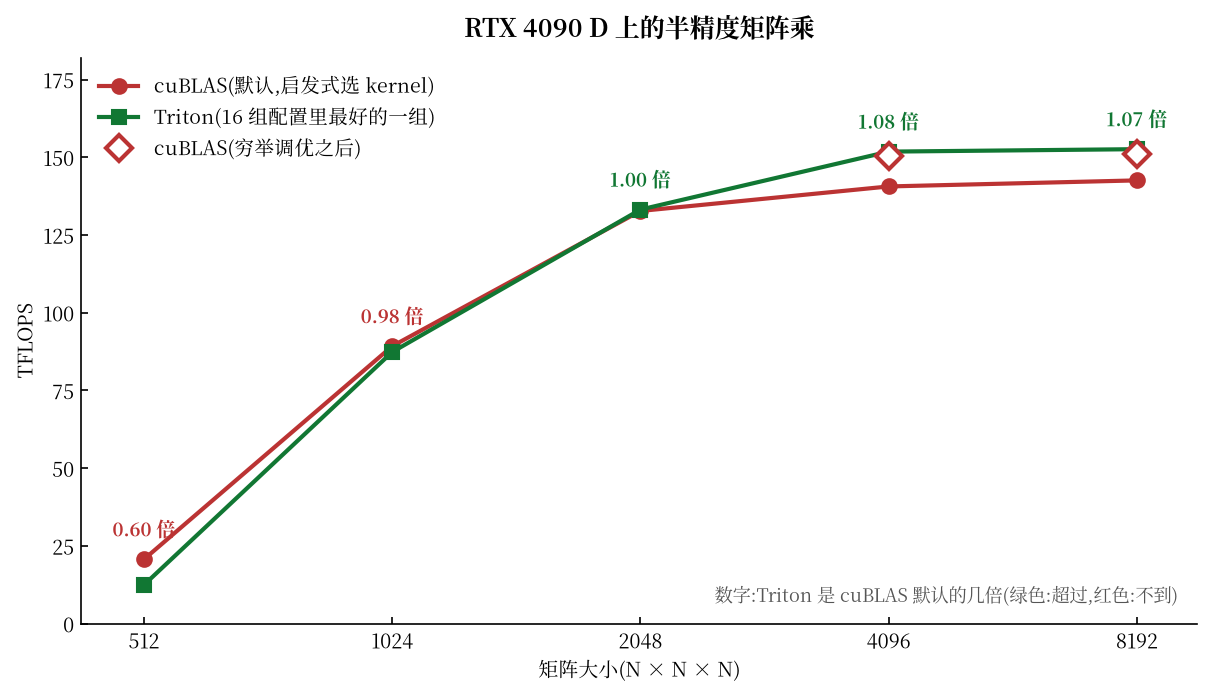 RTX 4090 D 上的半精度矩阵乘
cuBLAS(默认,启发式选 kernel)
Triton(16 组配置里最好的一组)
cuBLAS(穷举调优之后)
TFLOPS
175
150
125
100
75
50
25
0
0.60 倍
0.98 倍
1.00 倍
1.08 倍
1.07 倍
数字:Triton 是 cuBLAS 默认的几倍(绿色:超过,红色:不到)
512
1024
2048
4096
8192
矩阵大小(N × N × N)